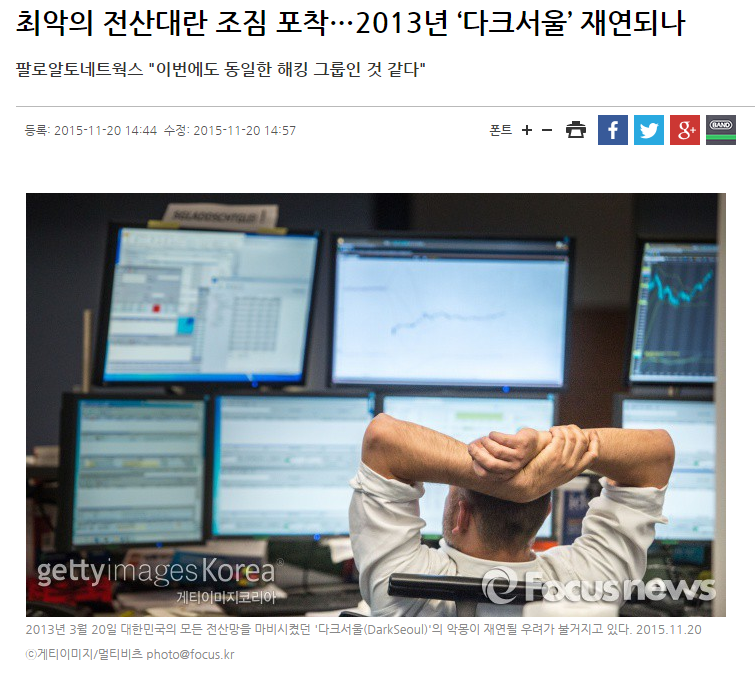 최악의 전산대란 조짐 포착…2013년 ‘다크서울’ 재연되나
팔로알토네트웍스 "이번에도 동일한 해킹 그룹인 것 같다"
등록: 2015-11-20 14:44 수정: 2015-11-20 14:57
폰트 + −
f
g+
BAND
gettyimagesKorea
게티이미지코리아
Focusnews
2013년 3월 20일 대한민국의 모든 전산망을 마비시켰던 '다크서울(DarkSeoul)'의 악몽이 재연될 우려가 불거지고 있다. 2015.11.20
ⓒ게티이미지/멀티비츠 photo@focus.kr